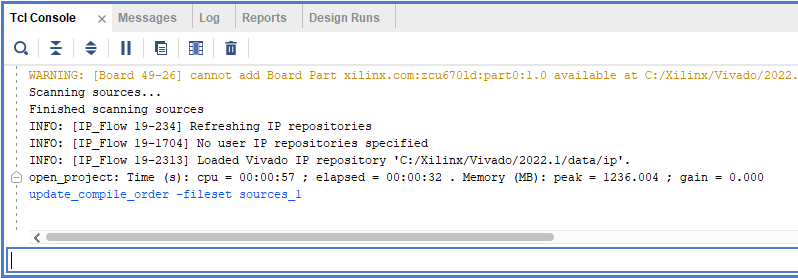 Tcl Console × Messages Log Reports Design Runs
WARNING: [Board 49-26] cannot add Board Part xilinx.com:zcu670ld:part0:1.0 available at C:/Xilinx/Vivado/2022.
Scanning sources...
Finished scanning sources
INFO: [IP_Flow 19-234] Refreshing IP repositories
INFO: [IP_Flow 19-1704] No user IP repositories specified
INFO: [IP_Flow 19-2313] Loaded Vivado IP repository 'C:/Xilinx/Vivado/2022.1/data/ip'.
open_project: Time (s): cpu = 00:00:57 ; elapsed = 00:00:32 . Memory (MB): peak = 1236.004 ; gain = 0.000
update_compile_order -fileset sources_1